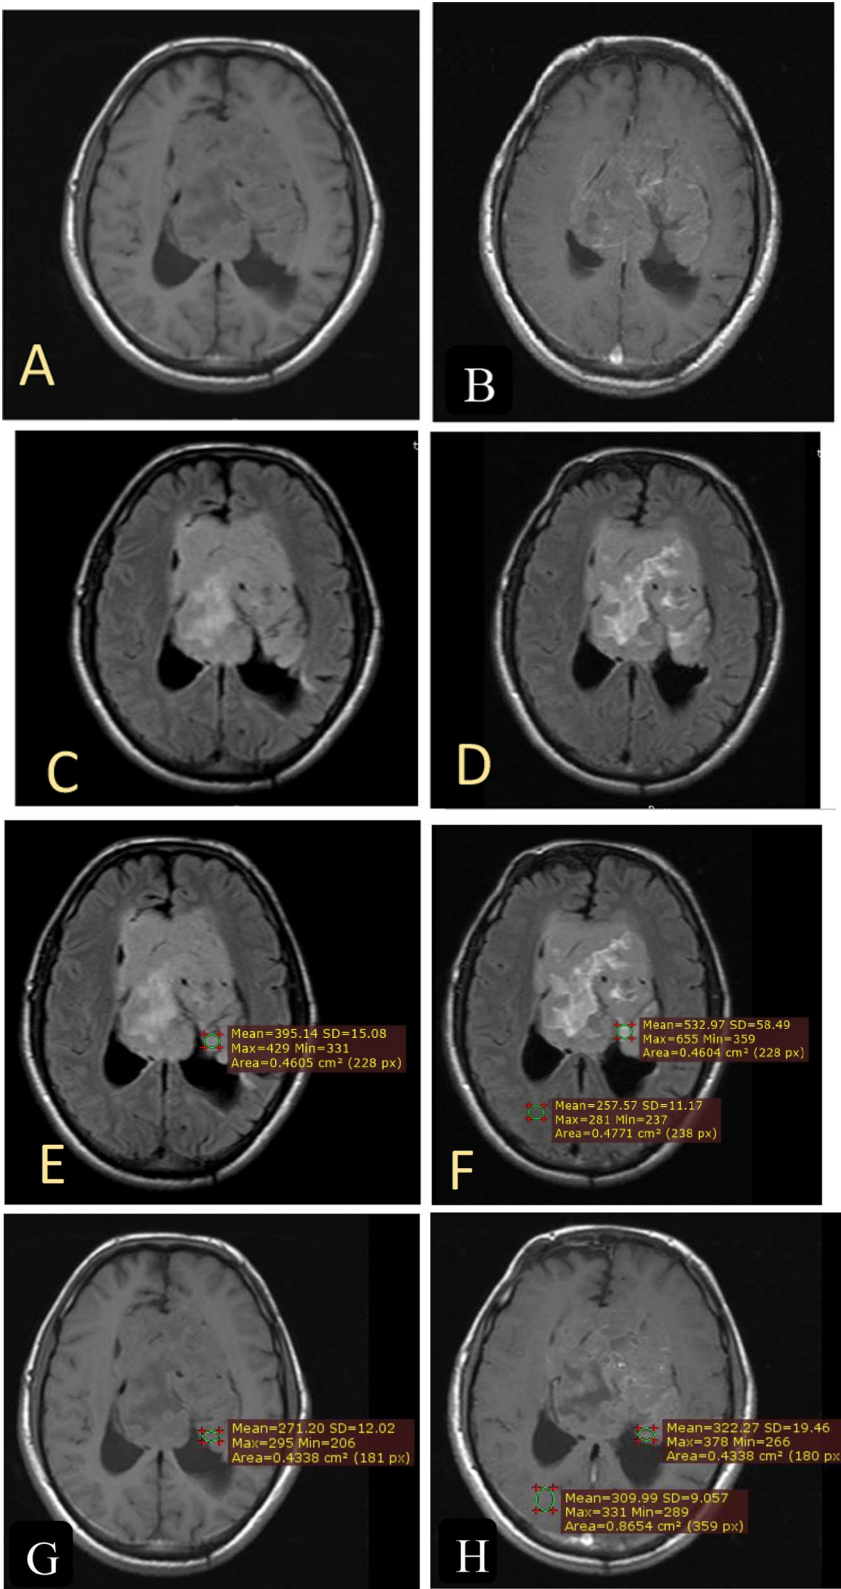 A
B
t
C
t
D
Mean=395.14 SD=15.08
Max=429 Min=331
Area=0.4605 cm² (228 px)
E
Mean=532.97 SD=58.49
Max=655 Min=359
Area=0.4604 cm² (228 px)
Mean=257.57 SD=11.17
Max=281 Min=237
Area=0.4771 cm² (238 px)
F
Mean=271.20 SD=12.02
Max=295 Min=206
Area=0.4338 cm² (181 px)
G
Mean=322.27 SD=19.46
Max=378 Min=266
Area=0.4338 cm² (180 px
Mean=309.99 SD=9.057
Max=331 Min=289
Area=0.8654 cm² (359 px)
H